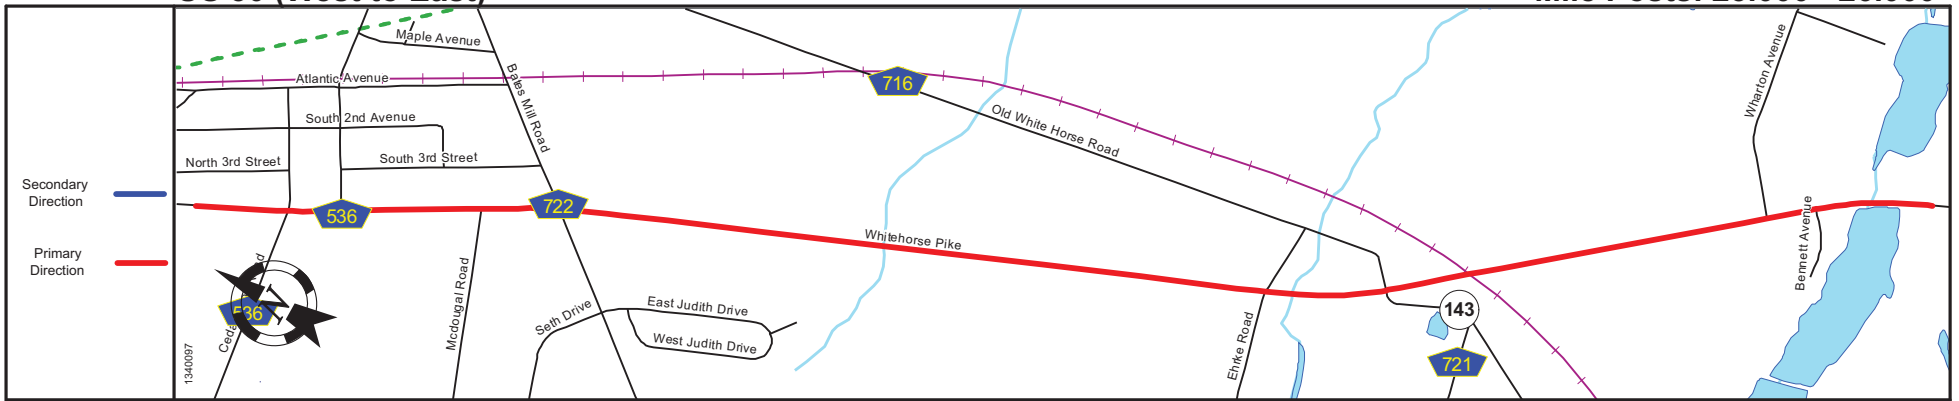 Maple Avenue
Atlantic Avenue
Bates Mill Road
716
Wharton Avenue
South 2nd Avenue
Old White Horse Road
North 3rd Street
South 3rd Street
Secondary
Direction
536
722
Whitehorse Pike
Bennett Avenue
Primary
Direction
Mcdougal Road
536
N
Seth Drive
East Judith Drive
West Judith Drive
Ehrke Road
143
721
1340097